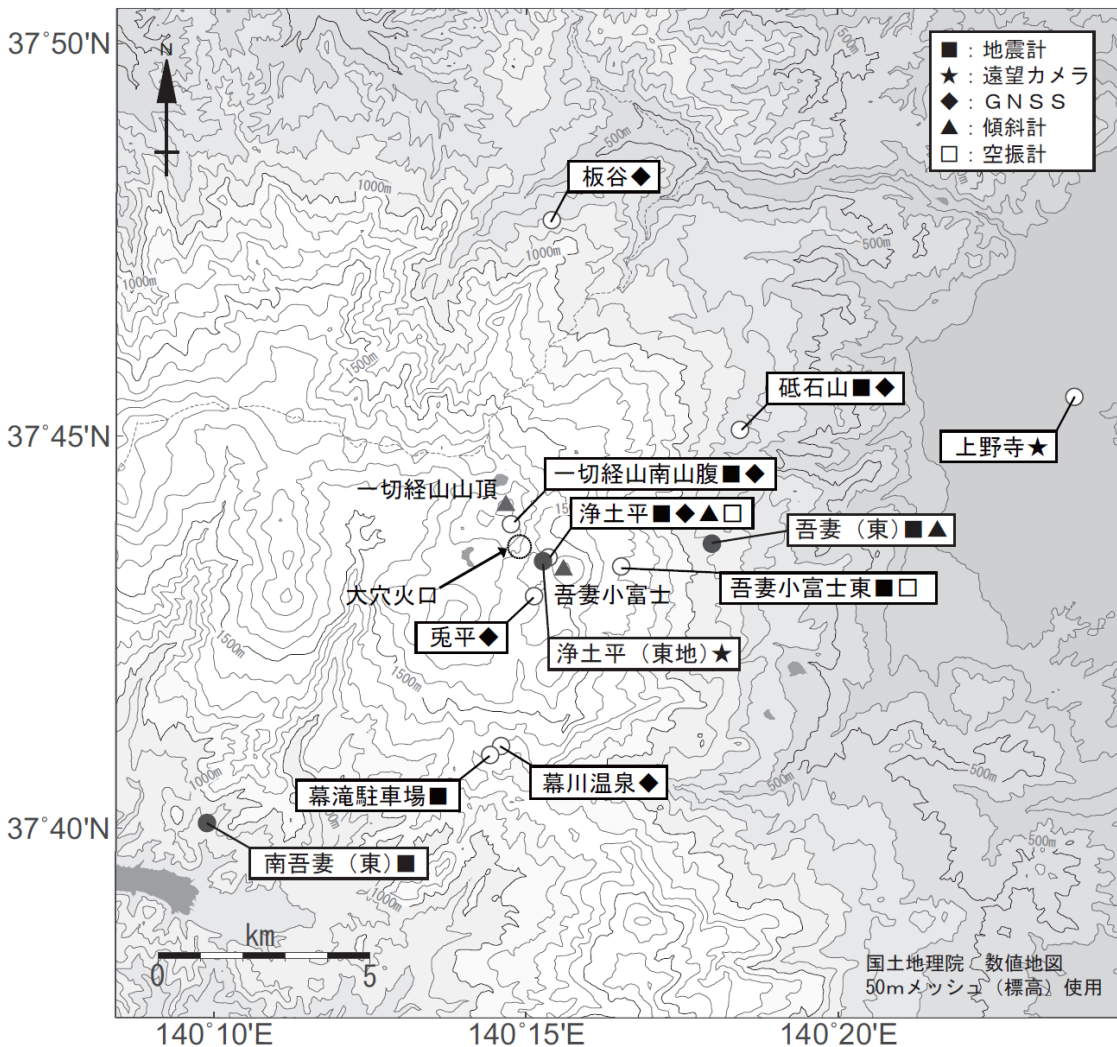 37°50'N
N
■：地震計
★：遠望カメラ
◆：ＧＮＳＳ
▲：傾斜計
□：空振計
500m
500m
板谷◆
1000m
1000m
1000m
500m
1500m
砥石山■◆
37°45'N
上野寺★
一切経山南山腹■◆
一切経山山頂
浄土平■◆▲□
吾妻（東）■▲
大穴火口
吾妻小富士
吾妻小富士東■□
兎平◆
浄土平（東地）★
1500m
1500m
幕滝駐車場■
幕川温泉◆
1000m
500m
37°40'N
500m
南吾妻（東）■
1000m
km
0
5
国土地理院　数値地図
50mメッシュ（標高）使用
140°10'E
140°15'E
140°20'E